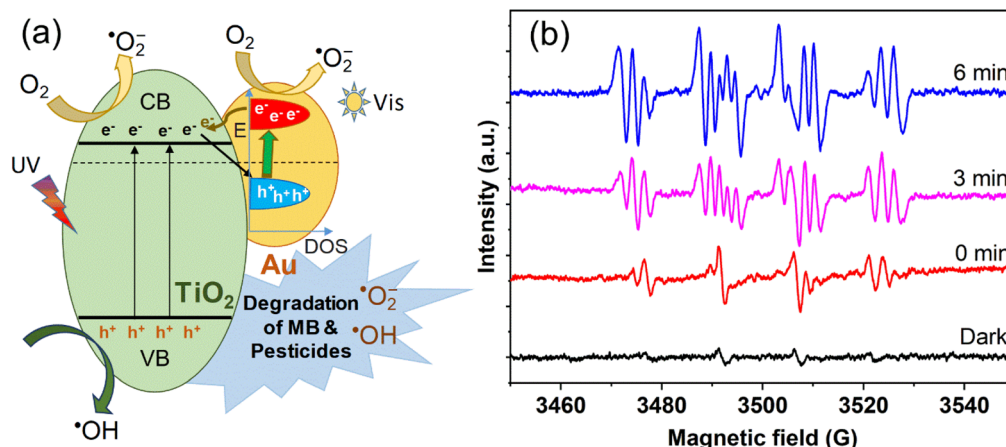 (a)
•O₂⁻
O₂
O₂
•O₂⁻
Vis
CB
E
e⁻ e⁻ e⁻ e⁻ e⁻
e⁻ e⁻ e⁻
UV
h⁺ h⁺ h⁺
DOS
Au
TiO₂
Degradation
of MB &
Pesticides
•O₂⁻
•OH
h⁺ h⁺ h⁺ h⁺
VB
•OH
(b)
6 min
3 min
0 min
Dark
Intensity (a.u.)
3460 3480 3500 3520 3540
Magnetic field (G)